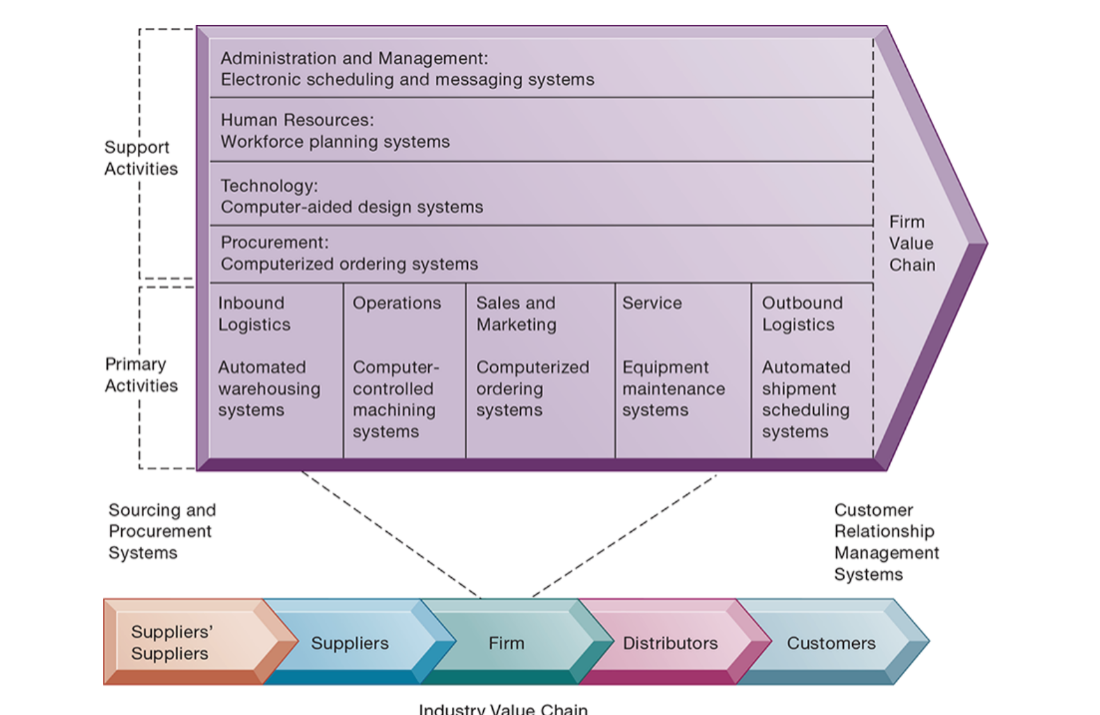 Administration and Management:
Electronic scheduling and messaging systems
Human Resources:
Workforce planning systems
Support
Activities
Technology:
Computer-aided design systems
Procurement:
Computerized ordering systems
Firm
Value
Chain
Primary
Activities
Inbound
Logistics
Automated
warehousing
systems
Operations
Computer-
controlled
machining
systems
Sales and
Marketing
Computerized
ordering
systems
Service
Equipment
maintenance
systems
Outbound
Logistics
Automated
shipment
scheduling
systems
Sourcing and
Procurement
Systems
Customer
Relationship
Management
Systems
Suppliers’
Suppliers
Suppliers
Firm
Distributors
Customers
Industry Value Chain